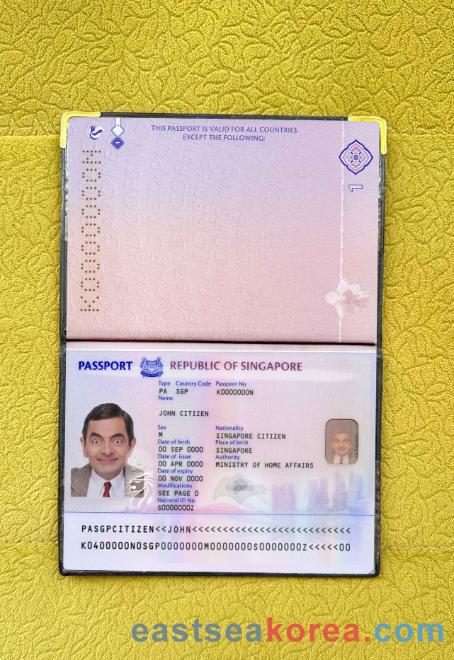 THIS PASSPORT IS VALID FOR ALL COUNTRIES
EXCEPT THE FOLLOWING:
K0000000N
1
PASSPORT REPUBLIC OF SINGAPORE
Type Country Code Passport No
PA SGP K0000000N
Name
JOHN CITIZEN
Sex Nationality
M SINGAPORE CITIZEN
Date of birth Place of birth
00 SEP 0000 SINGAPORE
Date of issue Authority
00 APR 0000 MINISTRY OF HOME AFFAIRS
Date of expiry
00 NOV 0000
Modifications
SEE PAGE 0
National ID No
S0000000Z
PASGPCITIZEN<<JOHN<<<<<<<<<<<<<<<<<<<<<<<<<<
K0400000N0SGP0000000M0000000S0000000Z<<<<<00
eastseakorea.com